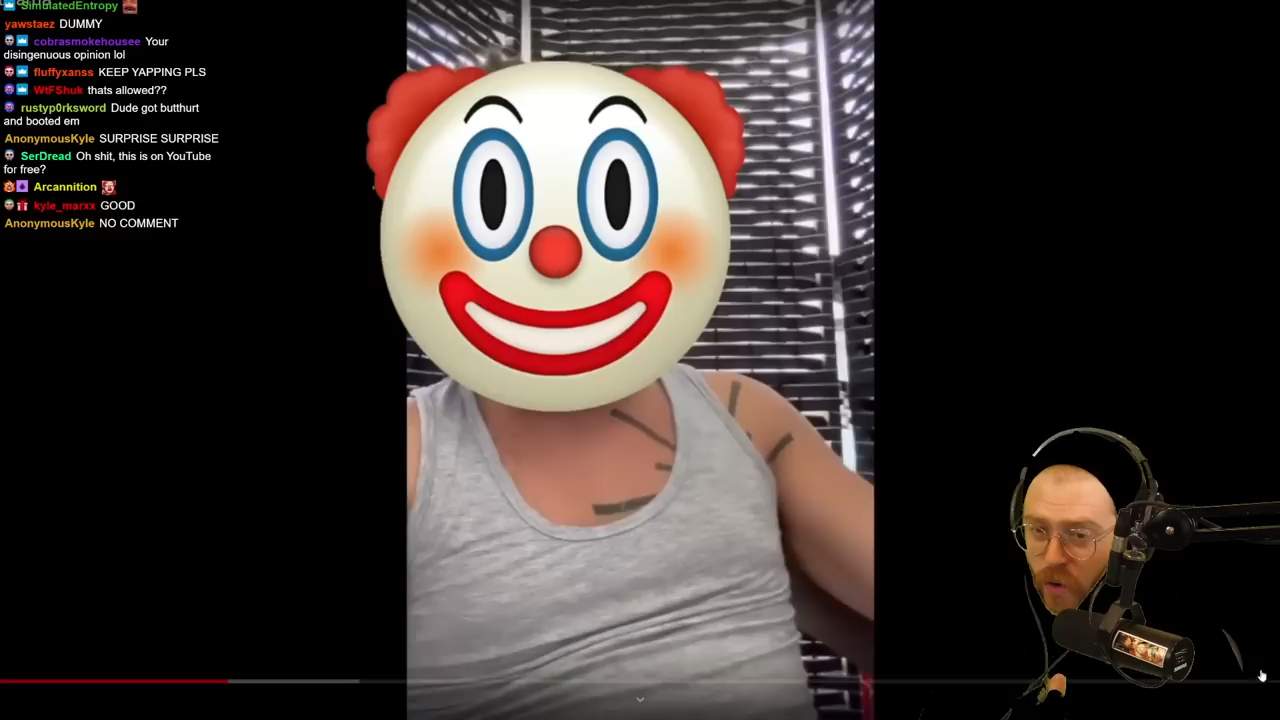 SimulatedEntropy
yawstaez DUMMY
cobrasmokehousee Your
disingenuous opinion lol
fluffyxanss KEEP YAPPING PLS
WtFShuk thats allowed??
rustyp0rksword Dude got butthurt
and booted em
AnonymousKyle SURPRISE SURPRISE
SerDread Oh shit, this is on YouTube
for free?
Arcannition
kyle_marxx GOOD
AnonymousKyle NO COMMENT